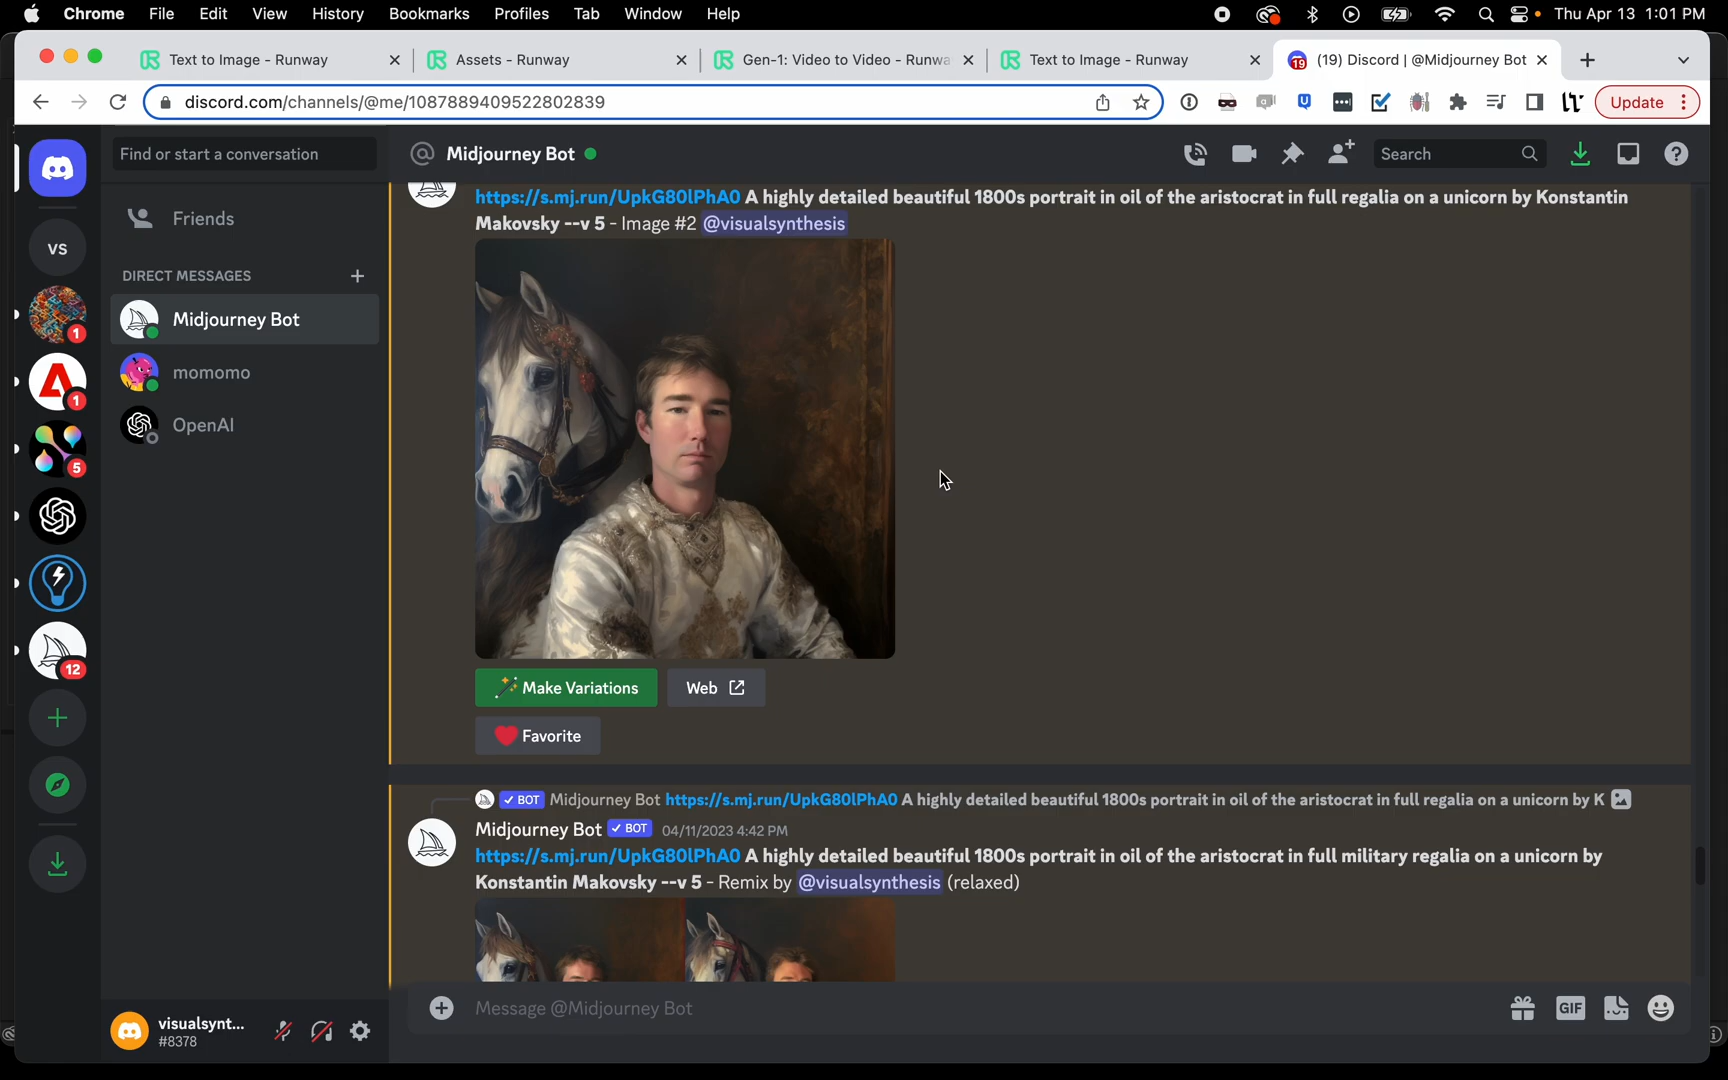 Chrome File Edit View History Bookmarks Profiles Tab Window Help Thu Apr 13 1:01 PM
Text to Image - Runway Assets - Runway Gen-1: Video to Video - Runwa Text to Image - Runway (19) Discord | @Midjourney Bot
discord.com/channels/@me/1087889409522802839 Update
Find or start a conversation
Midjourney Bot
Search
Friends
VS
DIRECT MESSAGES
Midjourney Bot
momomo
OpenAI
1
1
5
12
https://s.mj.run/UpkG80lPhA0 A highly detailed beautiful 1800s portrait in oil of the aristocrat in full regalia on a unicorn by Konstantin
Makovsky --v 5 - Image #2 @visualsynthesis
Make Variations
Web
Favorite
BOT Midjourney Bot https://s.mj.run/UpkG80lPhA0 A highly detailed beautiful 1800s portrait in oil of the aristocrat in full regalia on a unicorn by K
Midjourney Bot BOT 04/11/2023 4:42 PM
https://s.mj.run/UpkG80lPhA0 A highly detailed beautiful 1800s portrait in oil of the aristocrat in full military regalia on a unicorn by
Konstantin Makovsky --v 5 - Remix by @visualsynthesis (relaxed)
Message @Midjourney Bot
GIF
visualsynt...
#8378